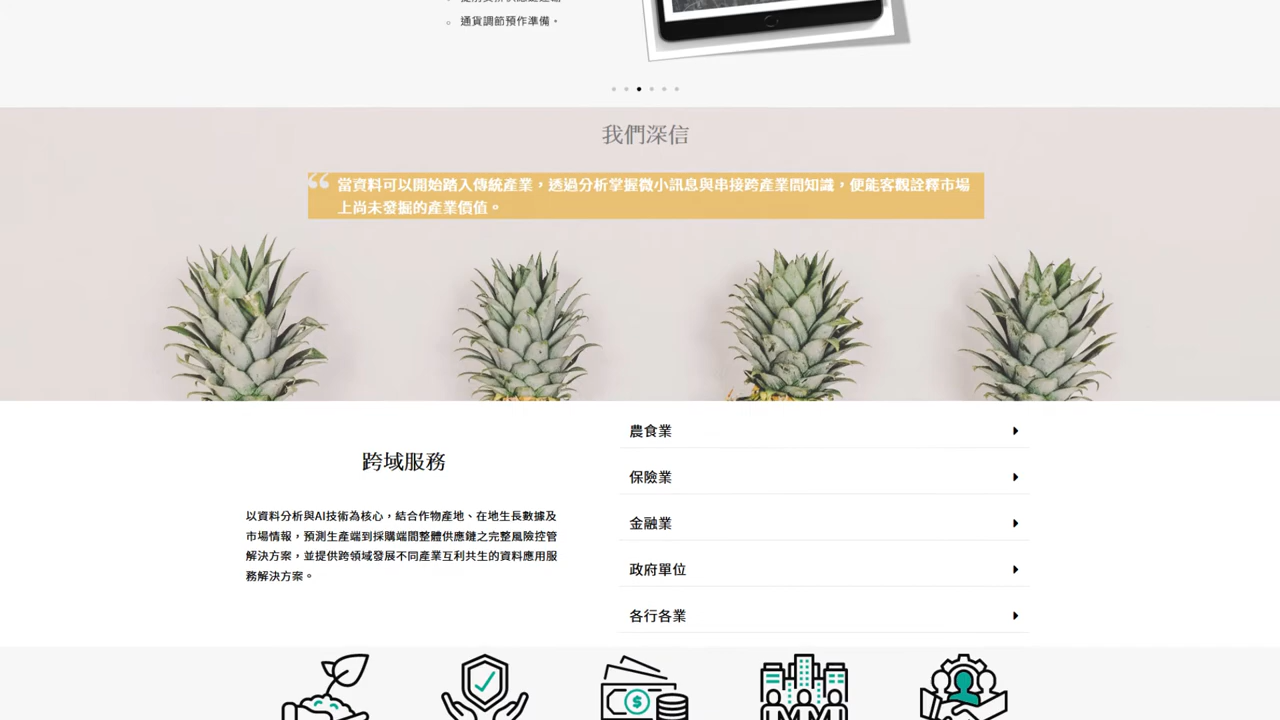 通貨調節預作準備。
我們深信
當資料可以開始踏入傳統產業，透過分析掌握微小訊息與串接跨產業間知識，便能客觀詮釋市場
上尚未發掘的產業價值。
跨域服務
以資料分析與AI技術為核心，結合作物產地、在地生長數據及
市場情報，預測生產端到採購端間整體供應鏈之完整風險控管
解決方案，並提供跨領域發展不同產業互利共生的資料應用服
務解決方案。
農食業
保險業
金融業
政府單位
各行各業